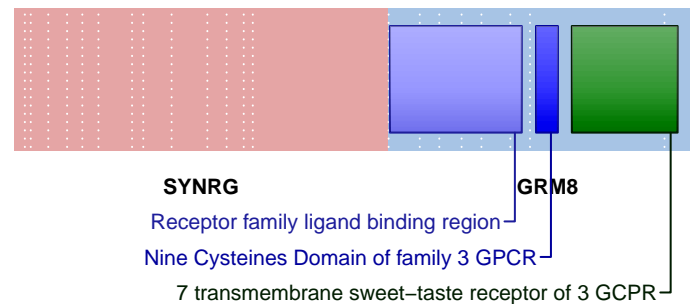 SYNRG GRM8
Receptor family ligand binding region
Nine Cysteines Domain of family 3 GPCR
7 transmembrane sweet−taste receptor of 3 GCPR